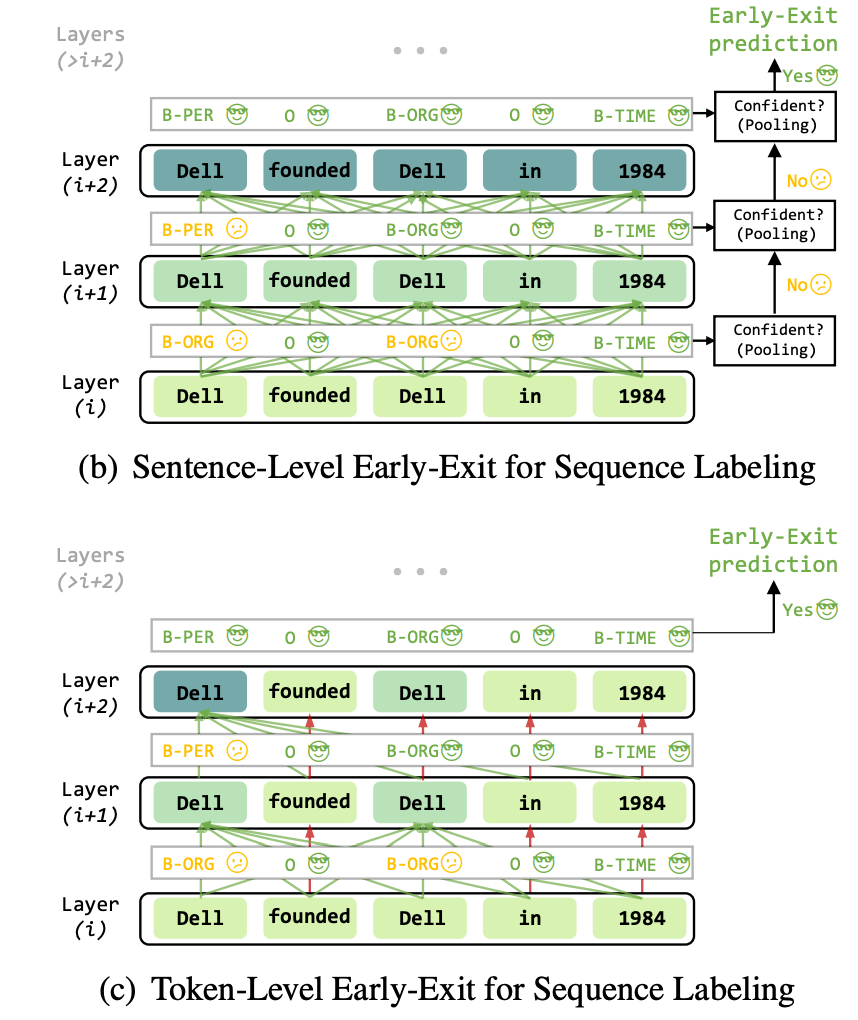 Layers
(>i+2)
. . .
Early-Exit
prediction
Yes
B-PER O B-ORG O B-TIME
Confident?
(Pooling)
Layer
(i+2)
Dell founded Dell in 1984
No
B-PER O B-ORG O B-TIME
Confident?
(Pooling)
Layer
(i+1)
Dell founded Dell in 1984
No
B-ORG O B-ORG O B-TIME
Confident?
(Pooling)
Layer
(i)
Dell founded Dell in 1984
(b) Sentence-Level Early-Exit for Sequence Labeling
Layers
(>i+2)
. . .
Early-Exit
prediction
Yes
B-PER O B-ORG O B-TIME
Layer
(i+2)
Dell founded Dell in 1984
B-PER O B-ORG O B-TIME
Layer
(i+1)
Dell founded Dell in 1984
B-ORG O B-ORG O B-TIME
Layer
(i)
Dell founded Dell in 1984
(c) Token-Level Early-Exit for Sequence Labeling